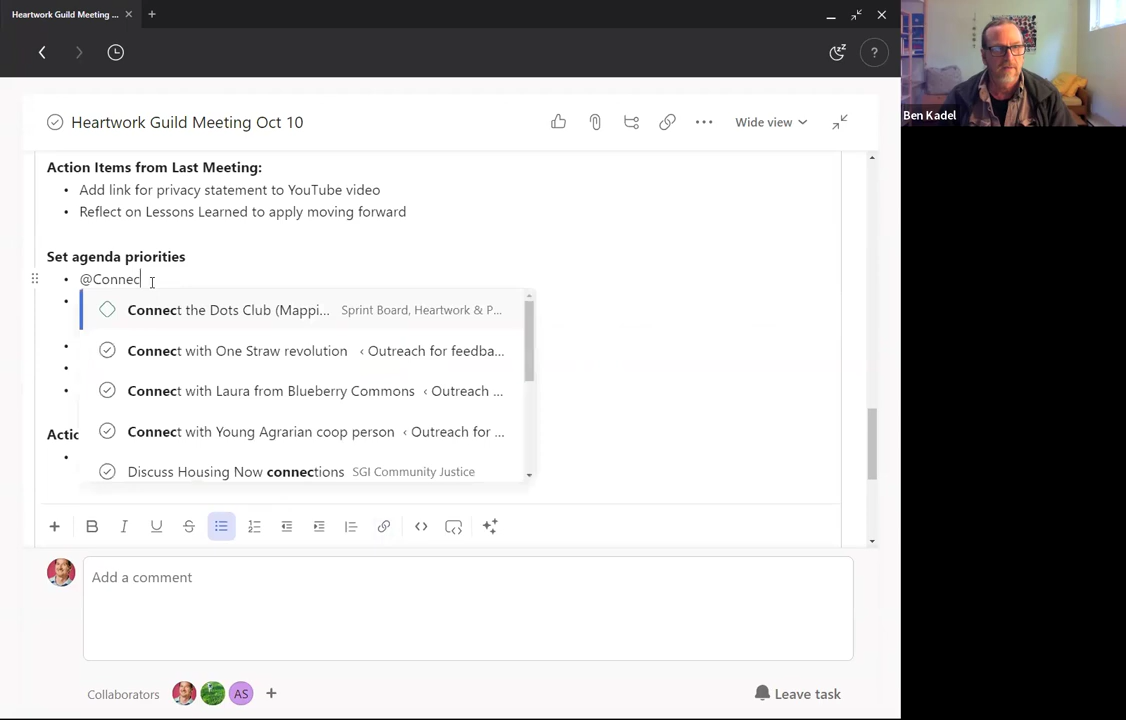 Heartwork Guild Meeting ...
Heartwork Guild Meeting Oct 10
Wide view
Action Items from Last Meeting:
Add link for privacy statement to YouTube video
Reflect on Lessons Learned to apply moving forward
Set agenda priorities
@Connec
Connect the Dots Club (Mappi... Sprint Board, Heartwork & P...
Connect with One Straw revolution ‹ Outreach for feedba...
Connect with Laura from Blueberry Commons ‹ Outreach ...
Connect with Young Agrarian coop person ‹ Outreach for ...
Actic
Discuss Housing Now connections SGI Community Justice
Add a comment
Collaborators AS Leave task
Ben Kadel